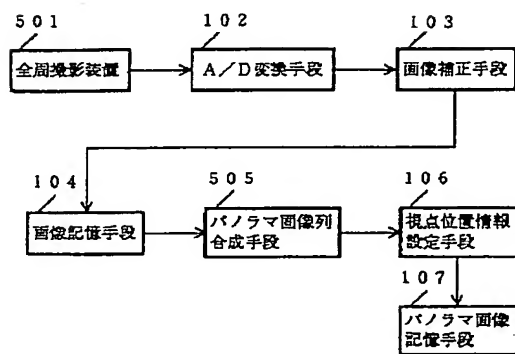 501
全周撮影装置
102
A/D変換手段
103
画像補正手段
104
画像記憶手段
505
パノラマ画像列
合成手段
106
視点位置情報
設定手段
107
パノラマ画像
記憶手段